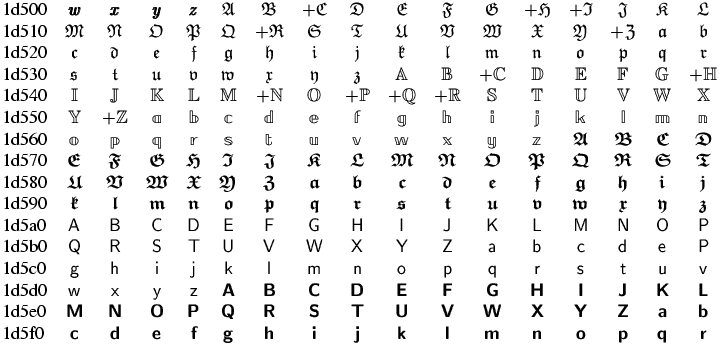 1d500 𝔀 𝔁 𝔂 𝔃 𝔄 𝔅 +ℭ 𝔇 𝔈 𝔉 𝔊 +ℌ +ℑ 𝔍 𝔎 𝔏
1d510 𝔐 𝔑 𝔒 𝔓 𝔔 +ℜ 𝔖 𝔗 𝔘 𝔙 𝔚 𝔛 𝔜 +ℨ 𝔞 𝔟
1d520 𝔠 𝔡 𝔢 𝔣 𝔤 𝔥 𝔦 𝔧 𝔨 𝔩 𝔪 𝔫 𝔬 𝔭 𝔮 𝔯
1d530 𝔰 𝔱 𝔲 𝔳 𝔴 𝔵 𝔶 𝔷 𝔸 𝔹 +ℂ 𝔻 𝔼 𝔽 𝔾 +ℍ
1d540 𝕀 𝕁 𝕂 𝕃 𝕄 +ℕ 𝕆 +ℙ +ℚ +ℝ 𝕊 𝕋 𝕌 𝕍 𝕎 𝕏
1d550 𝕐 +ℤ 𝕒 𝕓 𝕔 𝕕 𝕖 𝕗 𝕘 𝕙 𝕚 𝕛 𝕜 𝕝 𝕞 𝕟
1d560 𝕠 𝕡 𝕢 𝕣 𝕤 𝕥 𝕦 𝕧 𝕨 𝕩 𝕪 𝕫 𝕬 𝕭 𝕮 𝕯
1d570 𝕰 𝕱 𝕲 𝕳 𝕴 𝕵 𝕶 𝕷 𝕸 𝕹 𝕺 𝕻 𝕼 𝕽 𝕾 𝕿
1d580 𝖀 𝖁 𝖂 𝖃 𝖄 𝖅 𝖆 𝖇 𝖈 𝖉 𝖊 𝖋 𝖌 𝖍 𝖎 𝖏
1d590 𝖐 𝖑 𝖒 𝖓 𝖔 𝖕 𝖖 𝖗 𝖘 𝖙 𝖚 𝖛 𝖜 𝖝 𝖞 𝖟
1d5a0 𝖠 𝖡 𝖢 𝖣 𝖤 𝖥 𝖦 𝖧 𝖨 𝖩 𝖪 𝖫 𝖬 𝖭 𝖮 𝖯
1d5b0 𝖰 𝖱 𝖲 𝖳 𝖴 𝖵 𝖶 𝖷 𝖸 𝖹 𝖺 𝖻 𝖼 𝖽 𝖾 𝖯
1d5c0 𝗀 𝗁 𝗂 𝗃 𝗄 𝗅 𝗆 𝗇 𝗈 𝗉 𝗊 𝗋 𝗌 𝗍 𝗎 𝗏
1d5d0 𝗐 𝗑 𝗒 𝗓 𝗔 𝗕 𝗖 𝗗 𝗘 𝗙 𝗚 𝗛 𝗜 𝗝 𝗞 𝗟
1d5e0 𝗠 𝗡 𝗢 𝗣 𝗤 𝗥 𝗦 𝗧 𝗨 𝗩 𝗪 𝗫 𝗬 𝗭 𝗮 𝗯
1d5f0 𝗰 𝗱 𝗲 𝗳 𝗴 𝗵 𝗶 𝗷 𝗸 𝗹 𝗺 𝗻 𝗼 𝗽 𝗾 𝗿